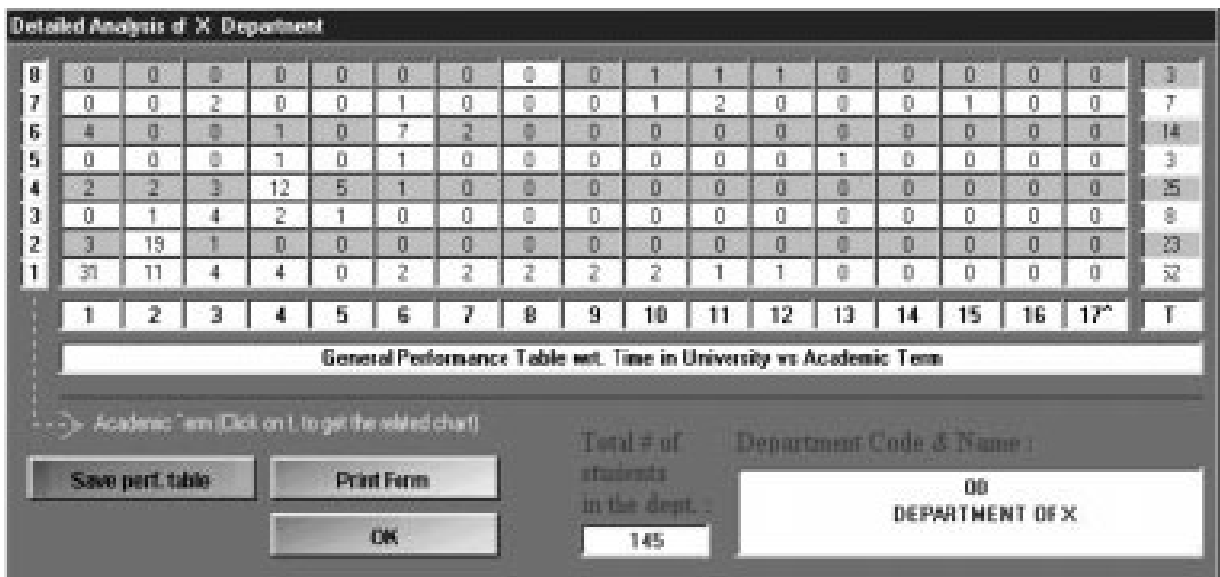 Detailed Analysis of X Department
8 0 0 0 0 0 0 0 0 0 1 1 1 0 0 0 0 0 3
7 0 0 2 0 0 1 0 0 0 1 2 0 0 0 1 0 0 7
6 4 0 0 1 0 7 2 0 0 0 0 0 0 0 0 0 0 14
5 0 0 0 1 0 1 0 0 0 0 0 0 1 0 0 0 0 3
4 2 2 3 12 5 1 0 0 0 0 0 0 0 0 0 0 0 25
3 0 1 4 2 1 0 0 0 0 0 0 0 0 0 0 0 0 8
2 3 19 1 0 0 0 0 0 0 0 0 0 0 0 0 0 0 23
1 31 11 4 4 0 2 2 2 2 2 1 1 0 0 0 0 0 62
1 2 3 4 5 6 7 8 9 10 11 12 13 14 15 16 17^ T
General Performance Table wrt. Time in University vs Academic Term
Academic Term (Click on t. to get the related chart)
Save perf. table
Print Form
OK
Total # of
students
in the dept. :
145
Department Code & Name :
DEPARTMENT OF X